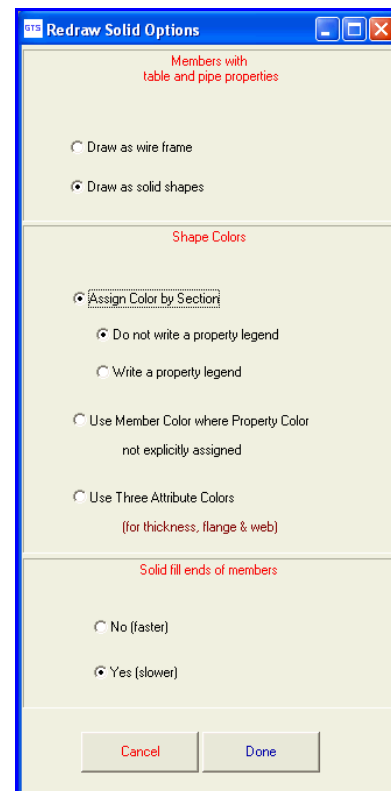 GTS Redraw Solid Options
Members with
table and pipe properties
Draw as wire frame
Draw as solid shapes
Shape Colors
Assign Color by Section
Do not write a property legend
Write a property legend
Use Member Color where Property Color
not explicitly assigned
Use Three Attribute Colors
(for thickness, flange & web)
Solid fill ends of members
No (faster)
Yes (slower)
Cancel Done